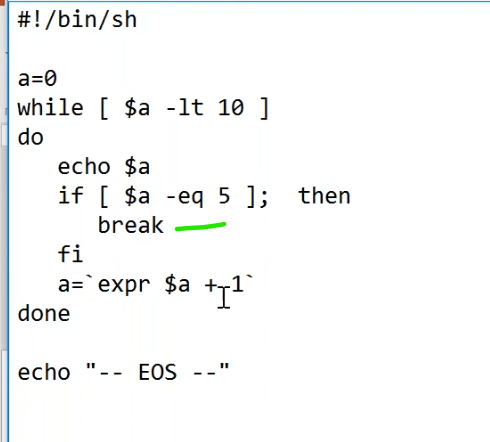 #!/bin/sh
a=0
while [ $a -lt 10 ]
do
echo $a
if [ $a -eq 5 ]; then
break
fi
a=`expr $a + 1`
done
echo "-- EOS --"